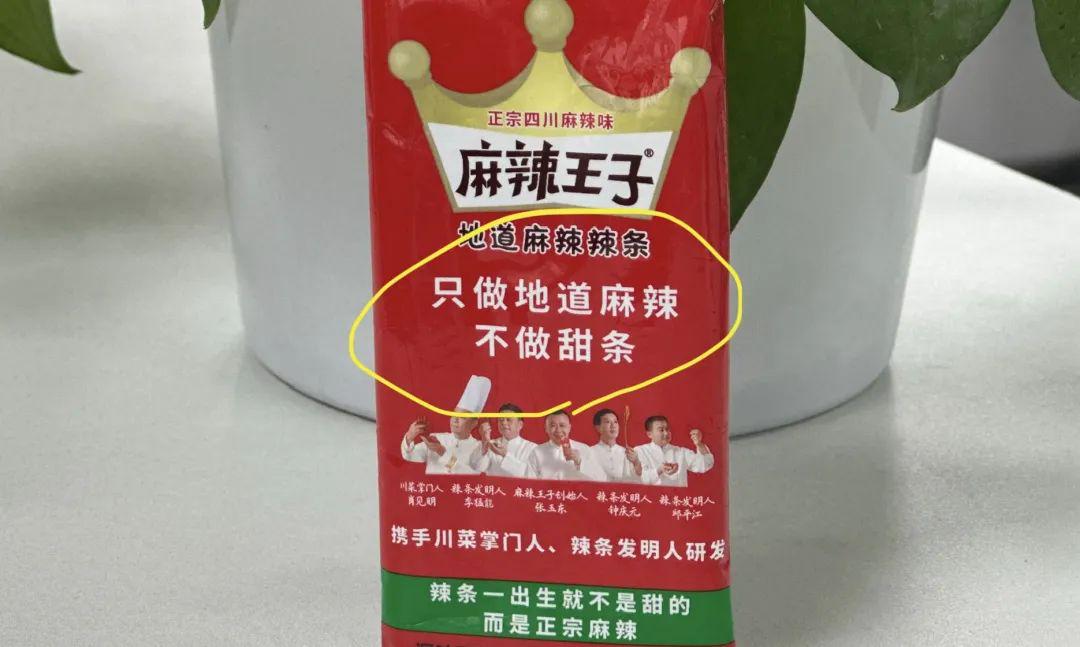 正宗四川麻辣味
麻辣王子®
地道麻辣辣条
只做地道麻辣
不做甜条
川菜掌门人 辣条发明人 麻辣王子创始人 辣条发明人 辣条发明人
肖见明 李猛能 张玉东 钟庆元 邱平江
携手川菜掌门人、辣条发明人研发
辣条一出生就不是甜的
而是正宗麻辣